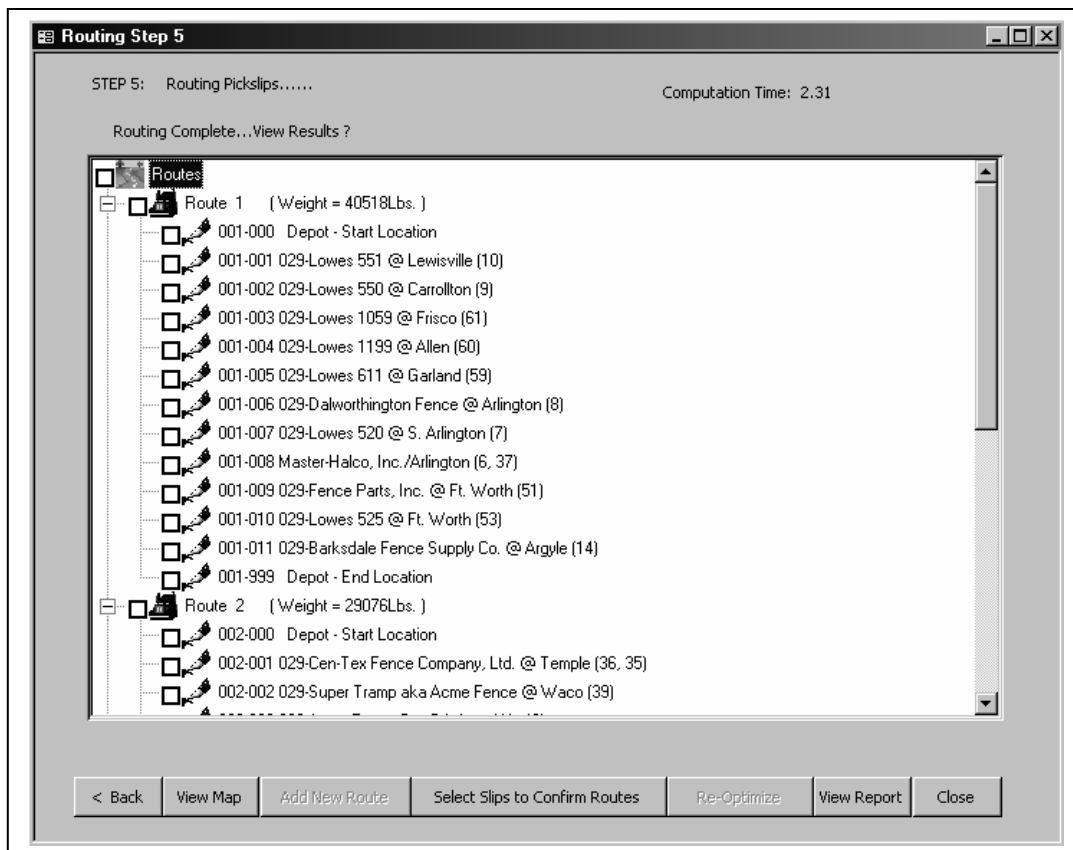 Routing Step 5
STEP 5: Routing Pickslips......
Computation Time: 2.31
Routing Complete...View Results ?
Routes
Route 1 (Weight = 40518Lbs. )
001-000 Depot - Start Location
001-001 029-Lowes 551 @ Lewisville (10)
001-002 029-Lowes 550 @ Carrollton (9)
001-003 029-Lowes 1059 @ Frisco (61)
001-004 029-Lowes 1199 @ Allen (60)
001-005 029-Lowes 611 @ Garland (59)
001-006 029-Dalworthington Fence @ Arlington (8)
001-007 029-Lowes 520 @ S. Arlington (7)
001-008 Master-Halco, Inc./Arlington (6, 37)
001-009 029-Fence Parts, Inc. @ Ft. Worth (51)
001-010 029-Lowes 525 @ Ft. Worth (53)
001-011 029-Barksdale Fence Supply Co. @ Argyle (14)
001-999 Depot - End Location
Route 2 (Weight = 29076Lbs. )
002-000 Depot - Start Location
002-001 029-Cen-Tex Fence Company, Ltd. @ Temple (36, 35)
002-002 029-Super Tramp aka Acme Fence @ Waco (39)
< Back
View Map
Add New Route
Select Slips to Confirm Routes
Re-Optimize
View Report
Close